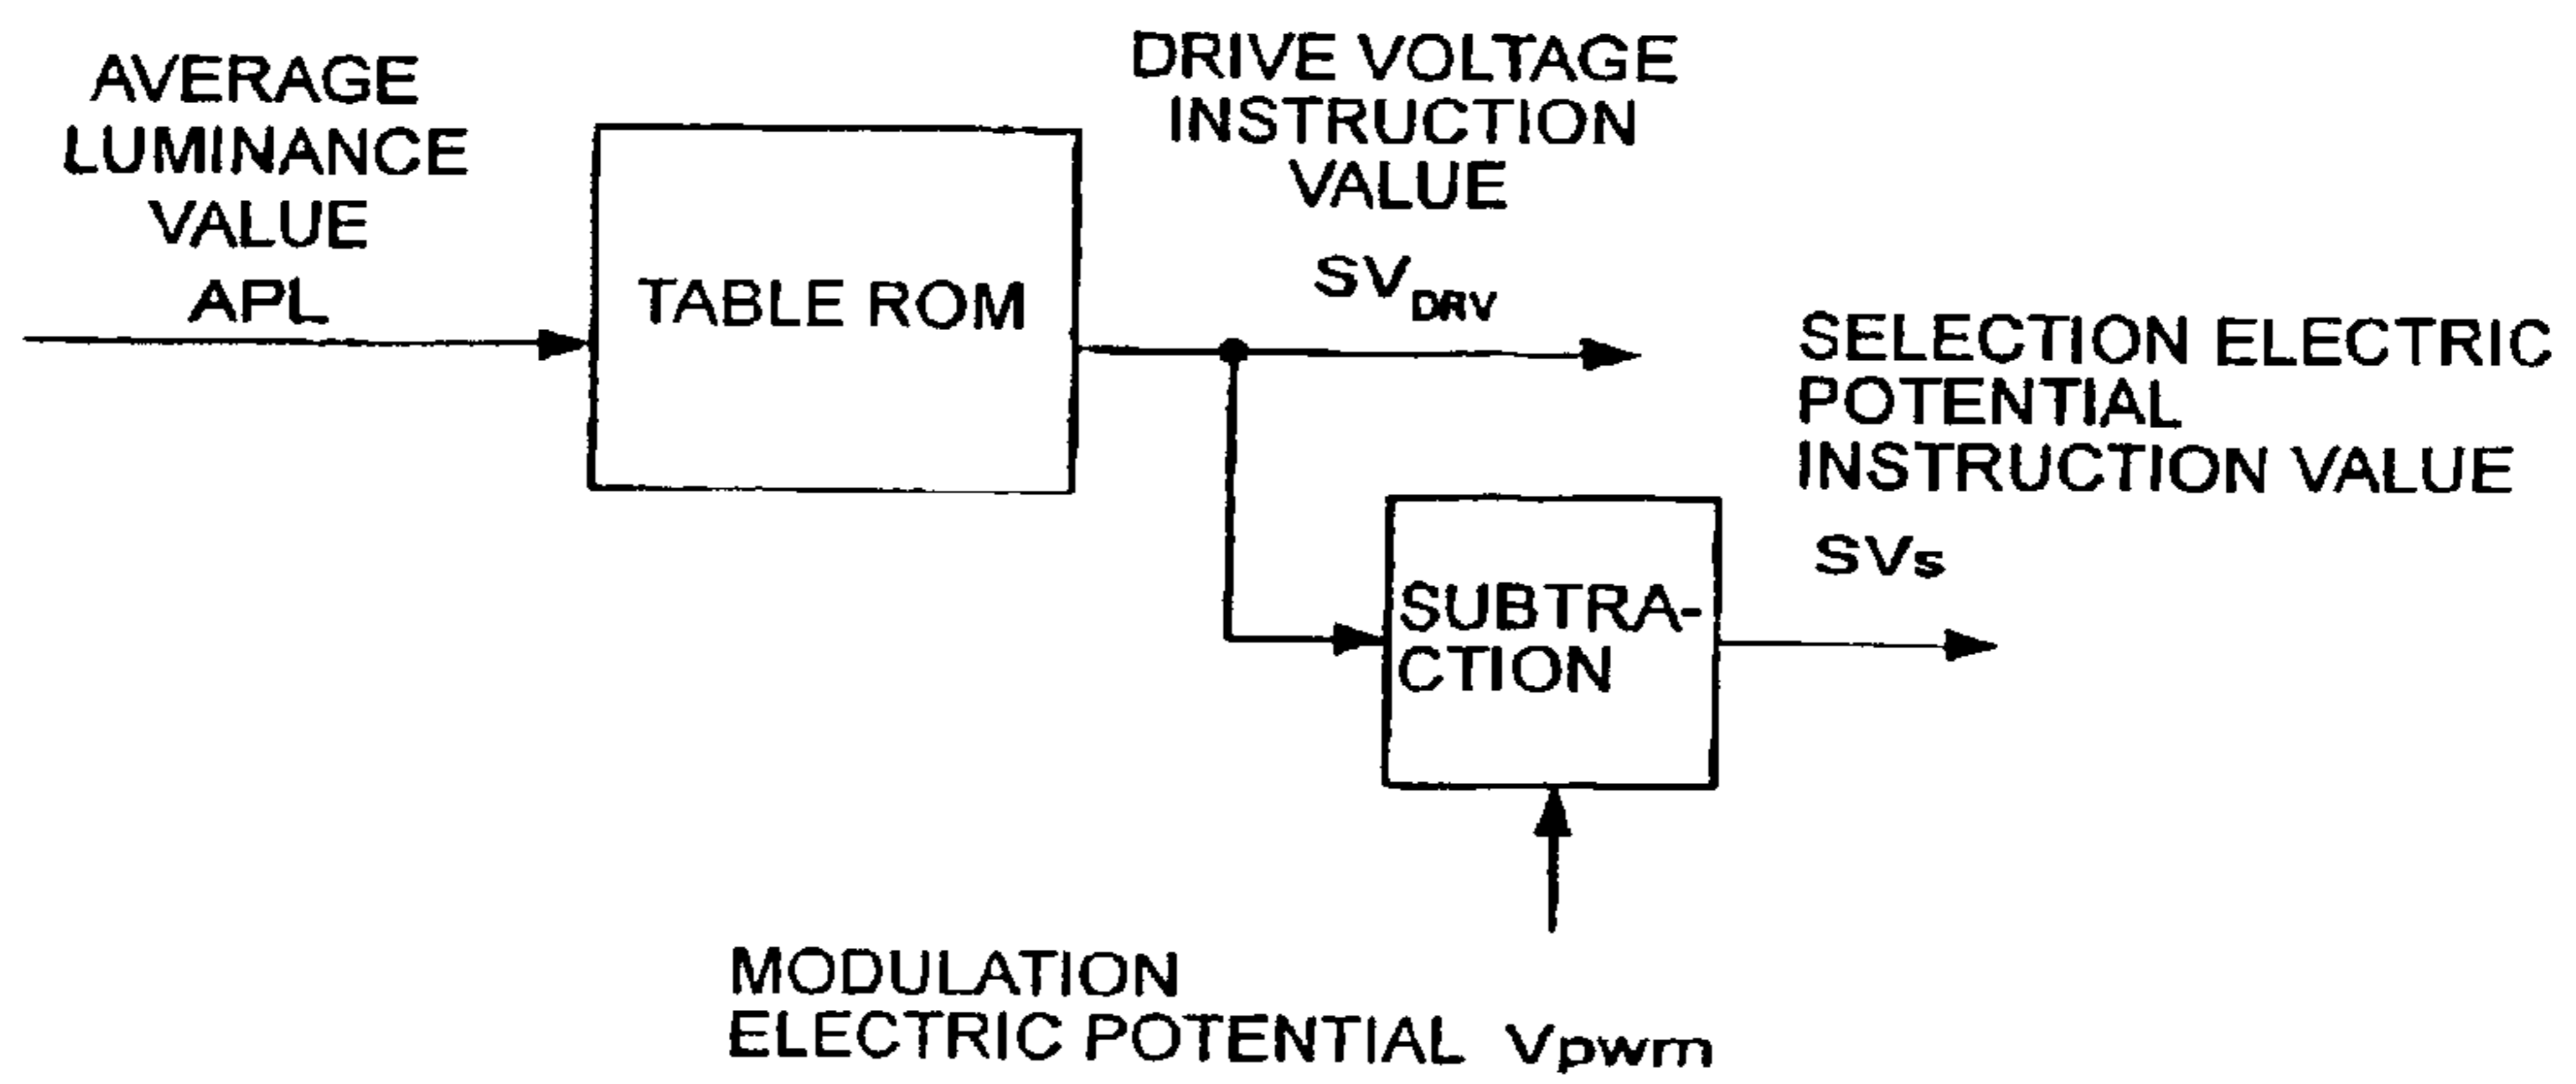 AVERAGE
LUMINANCE
VALUE
APL
TABLE ROM
DRIVE VOLTAGE
INSTRUCTION
VALUE
SV_DRV
SELECTION ELECTRIC
POTENTIAL
INSTRUCTION VALUE
SVs
SUBTRA-
CTION
MODULATION
ELECTRIC POTENTIAL Vpwm